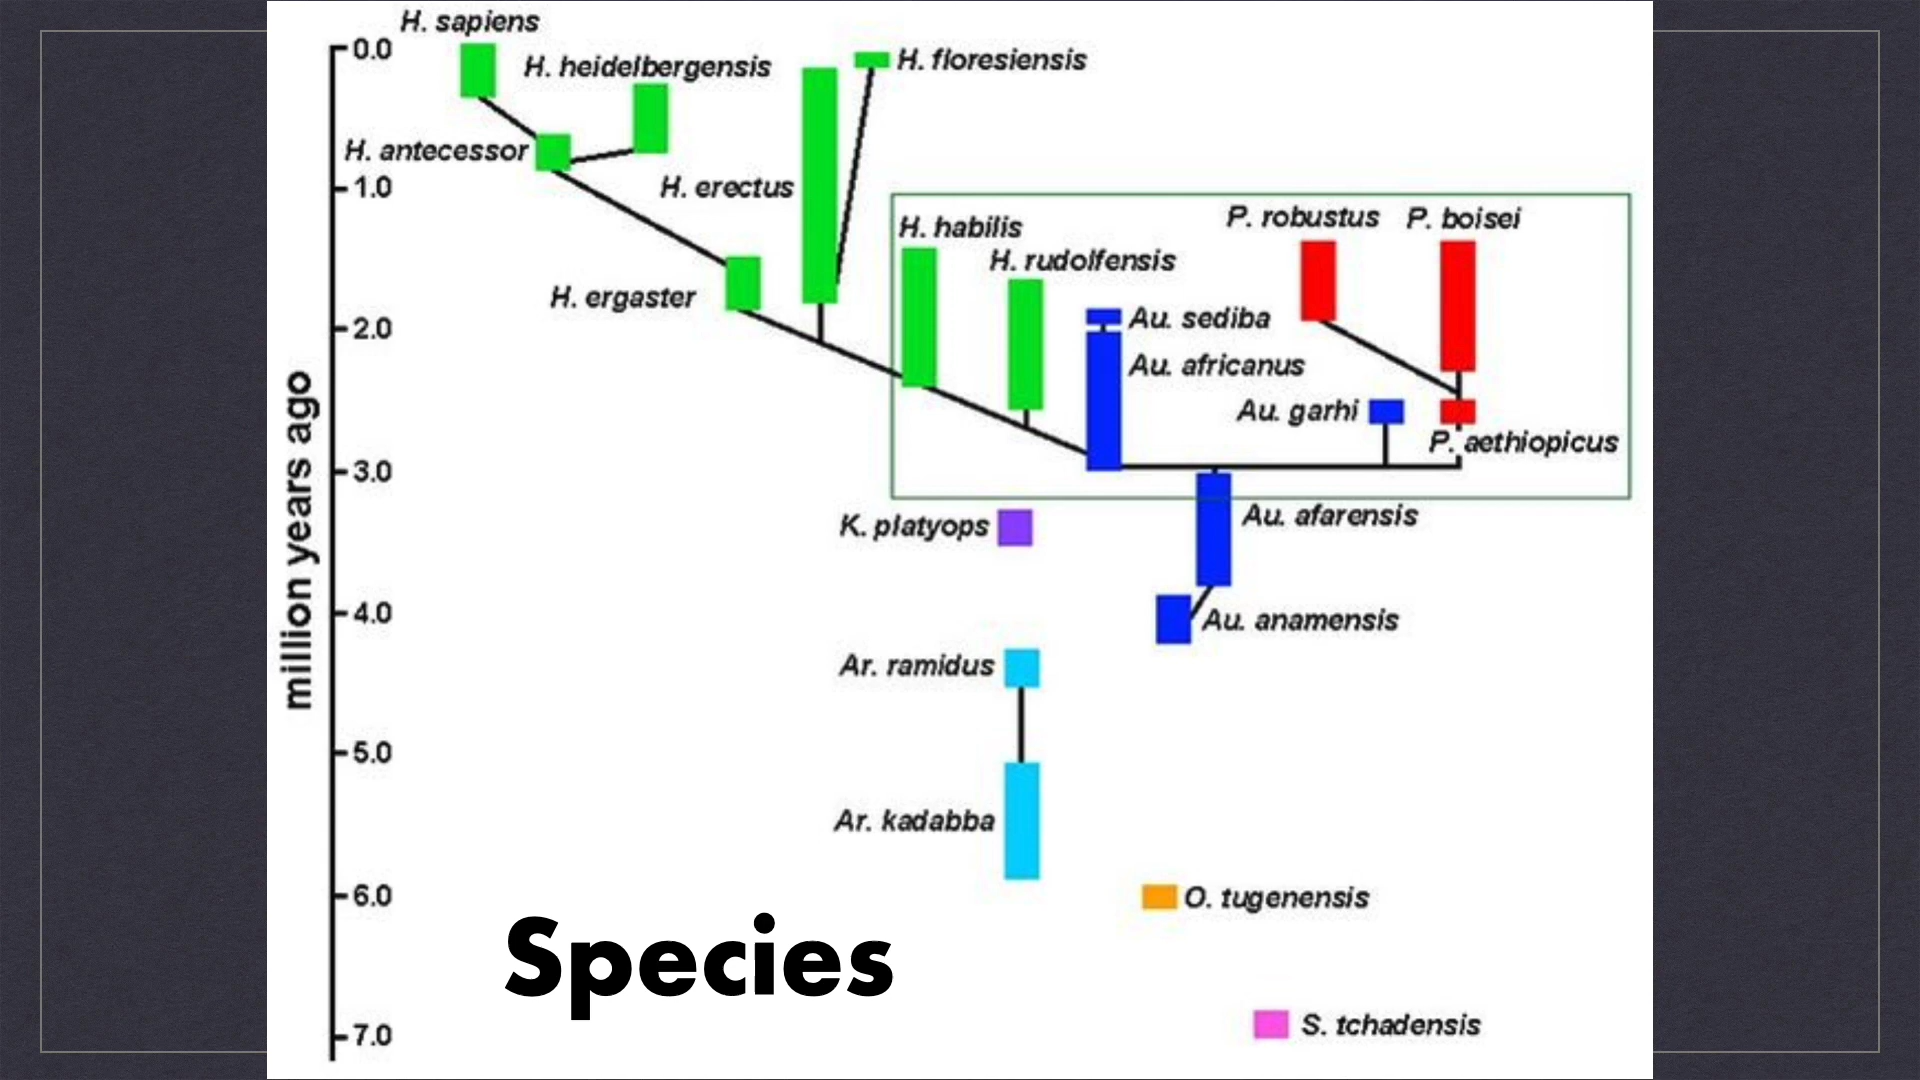 H. sapiens
0.0
H. floresiensis
H. heidelbergensis
H. antecessor
1.0
H. erectus
P. robustus
P. boisei
H. habilis
H. rudolfensis
H. ergaster
Au. sediba
2.0
Au. africanus
Au. garhi
P. aethiopicus
3.0
million years ago
Au. afarensis
K. platyops
4.0
Au. anamensis
Ar. ramidus
5.0
Ar. kadabba
6.0
O. tugenensis
Species
7.0
S. tchadensis